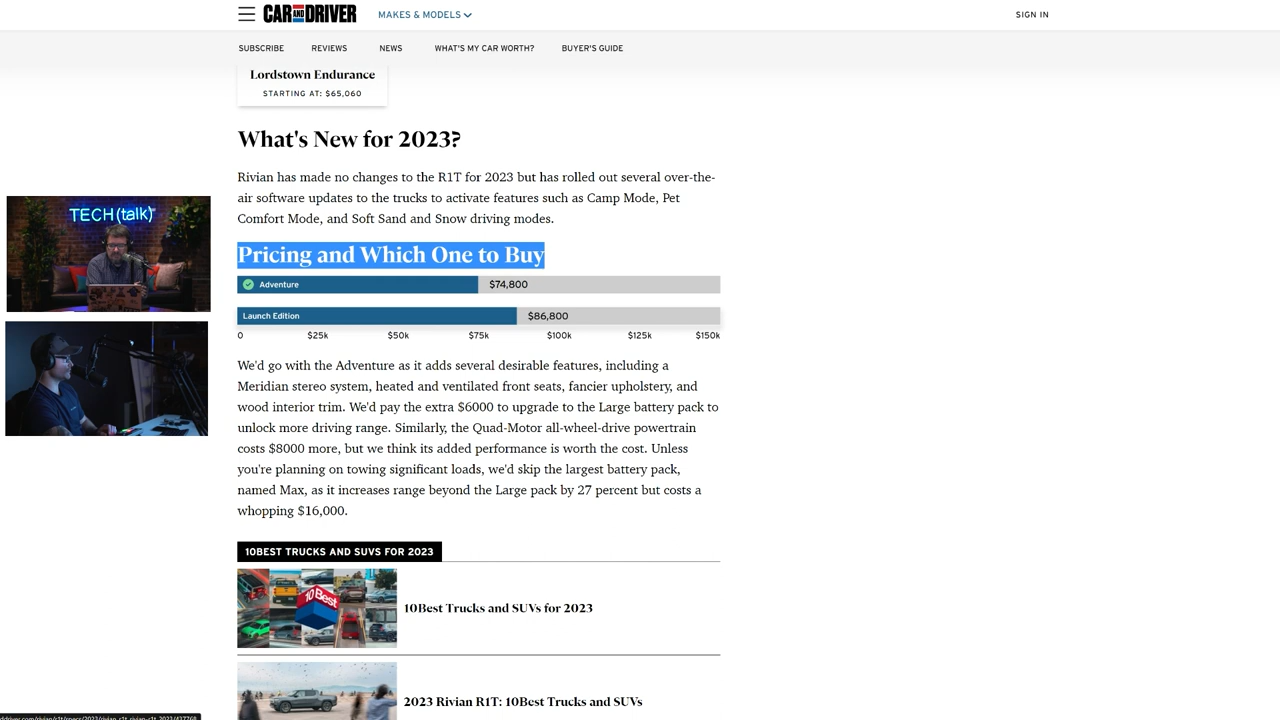 CAR AND DRIVER MAKES & MODELS SIGN IN
SUBSCRIBE REVIEWS NEWS WHAT'S MY CAR WORTH? BUYER'S GUIDE
Lordstown Endurance
STARTING AT: $65,060
What's New for 2023?
Rivian has made no changes to the R1T for 2023 but has rolled out several over-the-
air software updates to the trucks to activate features such as Camp Mode, Pet
Comfort Mode, and Soft Sand and Snow driving modes.
TECH (talk)
Pricing and Which One to Buy
Adventure $74,800
Launch Edition $86,800
0 $25k $50k $75k $100k $125k $150k
We'd go with the Adventure as it adds several desirable features, including a
Meridian stereo system, heated and ventilated front seats, fancier upholstery, and
wood interior trim. We'd pay the extra $6000 to upgrade to the Large battery pack to
unlock more driving range. Similarly, the Quad-Motor all-wheel-drive powertrain
costs $8000 more, but we think its added performance is worth the cost. Unless
you're planning on towing significant loads, we'd skip the largest battery pack,
named Max, as it increases range beyond the Large pack by 27 percent but costs a
whopping $16,000.
10BEST TRUCKS AND SUVS FOR 2023
10Best
10Best Trucks and SUVs for 2023
2023 Rivian R1T: 10Best Trucks and SUVs